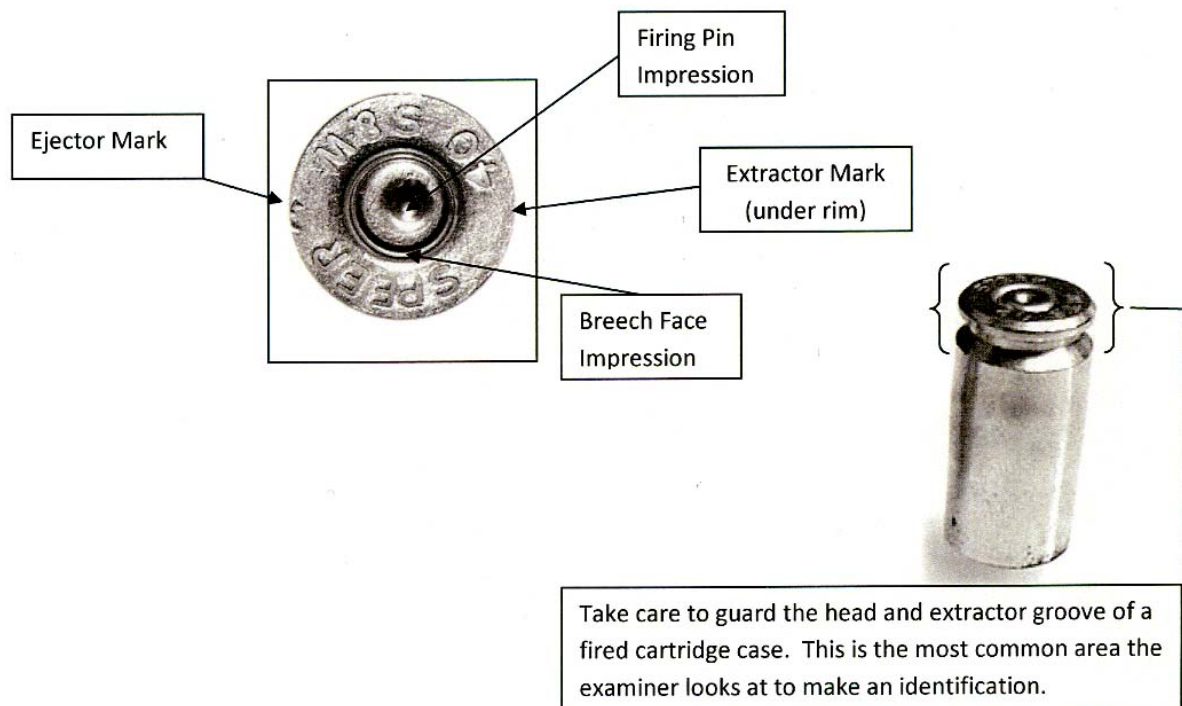 Firing Pin
Impression
Ejector Mark
40 S&W
SPEER
Extractor Mark
(under rim)
Breech Face
Impression
Take care to guard the head and extractor groove of a
fired cartridge case. This is the most common area the
examiner looks at to make an identification.